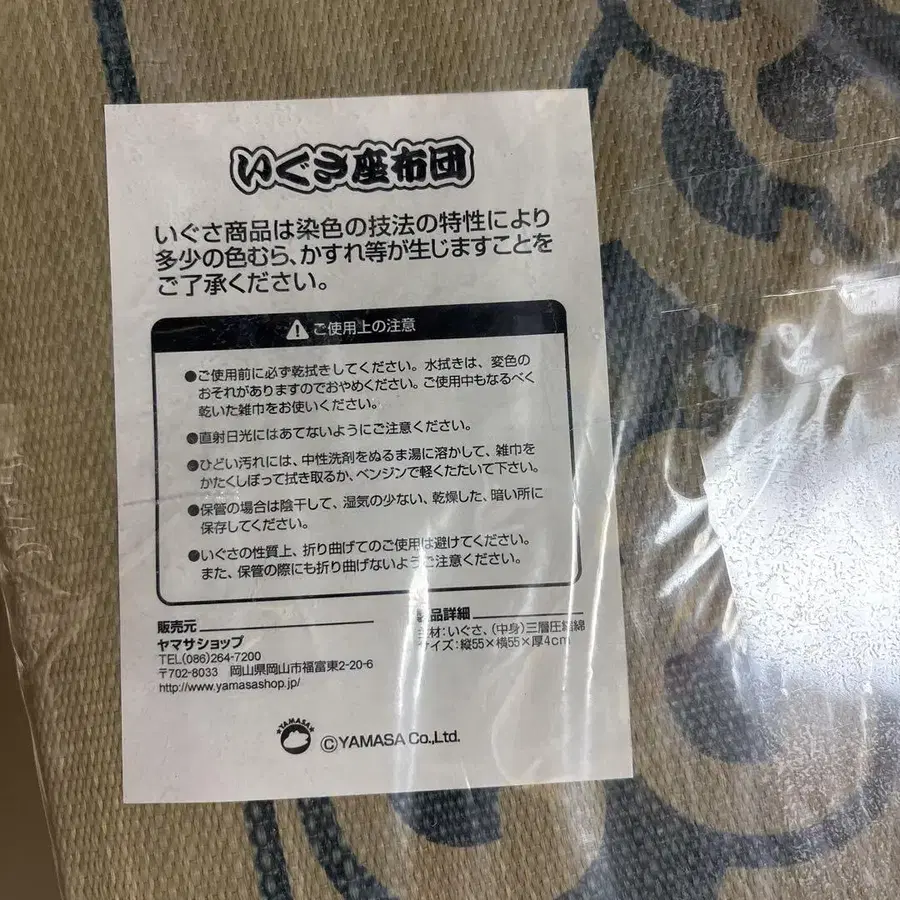 いぐさ座布団
いぐさ商品は染色の技法の特性により
多少の色むら、かすれ等が生じますことを
ご了承ください。
ご使用上の注意
●ご使用前に必ず乾拭きしてください。水拭きは、変色の
おそれがありますのでおやめください。ご使用中もなるべく
乾いた雑巾をお使いください。
●直射日光にはあてないようにご注意ください。
●ひどい汚れには、中性洗剤をぬるま湯に溶かして、雑巾を
かたくしぼって拭き取るか、ベンジンで軽くたたいて下さい。
●保管の場合は陰干して、湿気の少ない、乾燥した、暗い所に
保存してください。
●いぐさの性質上、折り曲げてのご使用は避けてください。
また、保管の際にも折り曲げないようご注意ください。
販売元
ヤマサショップ
TEL(086)264-7200
〒702-8033 岡山県岡山市福富東2-20-6
http://www.yamasashop.jp/
製品詳細
主材：いぐさ、(中身)三層圧縮綿
サイズ：縦55×横55×厚4cm
YAMASA
©YAMASA Co.,Ltd.